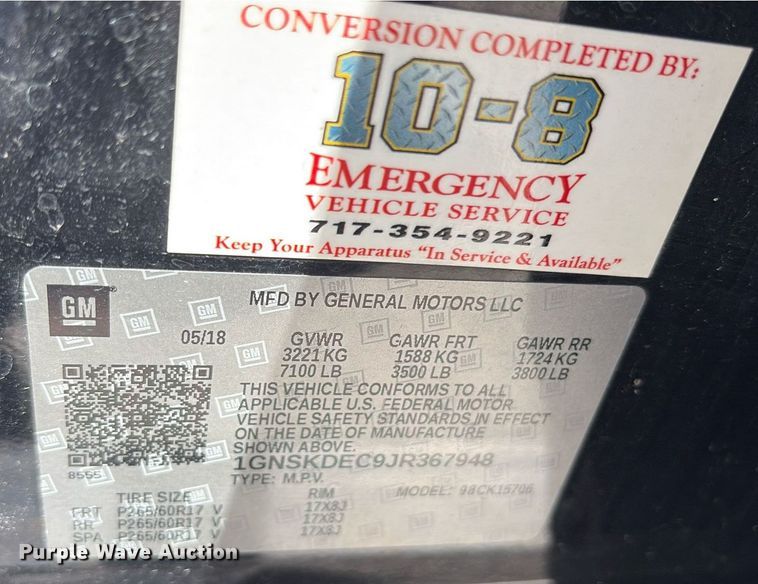 CONVERSION COMPLETED BY:
10-8
EMERGENCY
VEHICLE SERVICE
717-354-9221
Keep Your Apparatus “In Service & Available”
GM
MFD BY GENERAL MOTORS LLC
05/18 GVWR GAWR FRT GAWR RR
3221 KG 1588 KG 1724 KG
7100 LB 3500 LB 3800 LB
THIS VEHICLE CONFORMS TO ALL
APPLICABLE U.S. FEDERAL MOTOR
VEHICLE SAFETY STANDARDS IN EFFECT
ON THE DATE OF MANUFACTURE
SHOWN ABOVE.
8555
1GNSKDEC9JR367948
TYPE: M.P.V. MODEL: 98CK15706
TIRE SIZE RIM
FRT P265/60R17 V 17X8J
RR P265/60R17 V 17X8J
SPA P265/60R17 V 17X8J
Purple Wave Auction